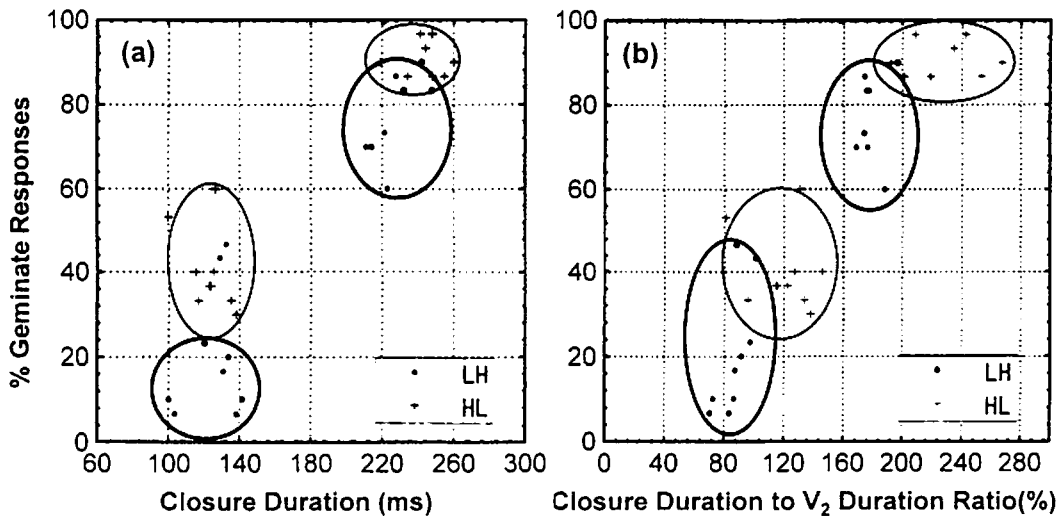 % Geminate Responses
(a)
100
80
60
40
20
0
LH
HL
60 100 140 180 220 260 300
Closure Duration (ms)
(b)
100
80
60
40
20
0
LH
HL
0 40 80 120 160 200 240 280
Closure Duration to V₂ Duration Ratio(%)